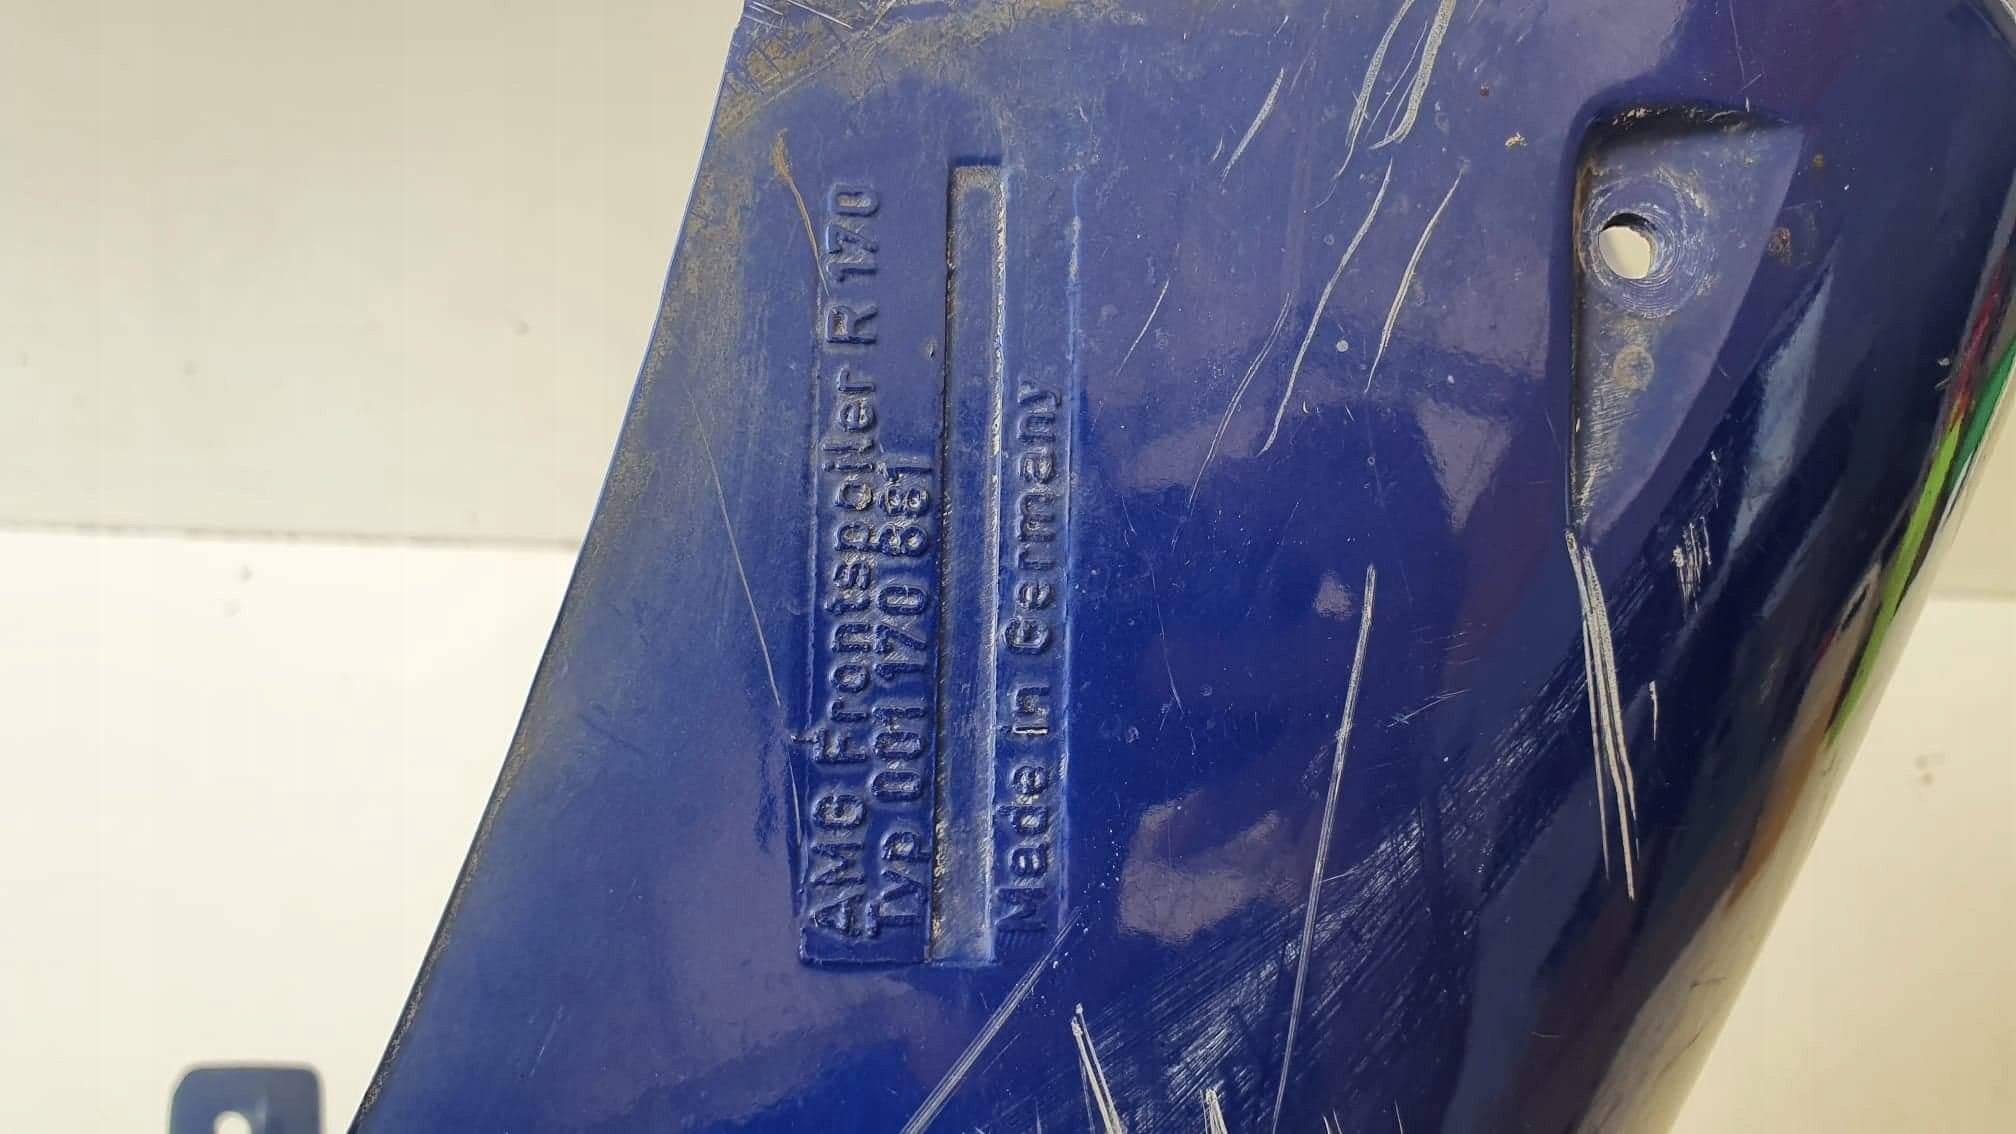 AMG Frontspoiler R 170
Typ 001 170 881
Made in Germany